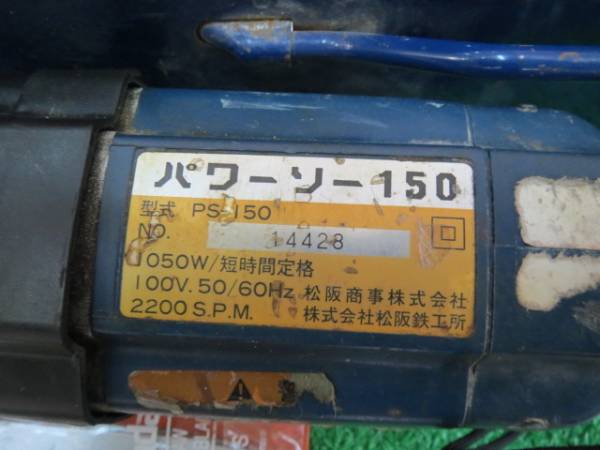 パワーソー150
型式 PS-150
NO. 14428
1050W/短時間定格
100V. 50/60Hz 松阪商事株式会社
2200 S.P.M. 株式会社松阪鉄工所